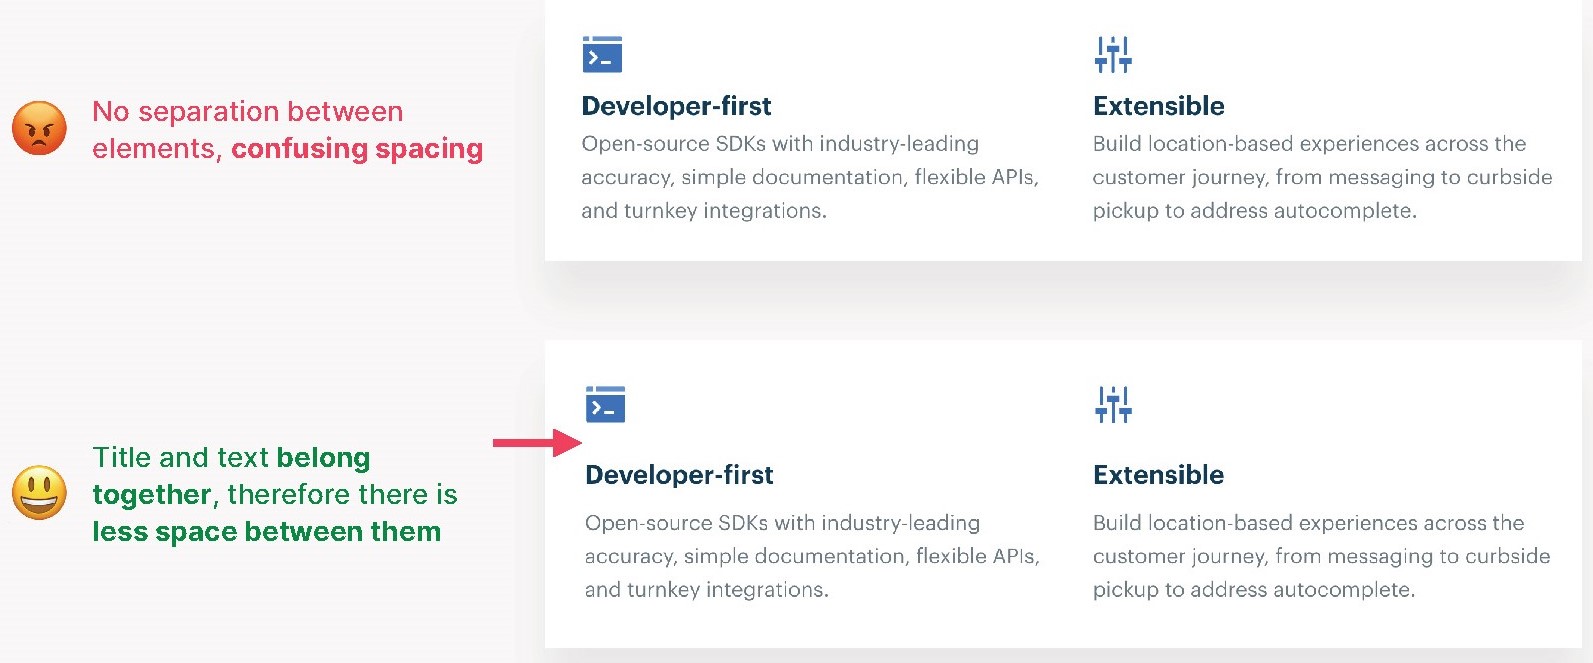 No separation between
elements, confusing spacing
Developer-first
Open-source SDKs with industry-leading
accuracy, simple documentation, flexible APIs,
and turnkey integrations.
Extensible
Build location-based experiences across the
customer journey, from messaging to curbside
pickup to address autocomplete.
Title and text belong
together, therefore there is
less space between them
Developer-first
Open-source SDKs with industry-leading
accuracy, simple documentation, flexible APIs,
and turnkey integrations.
Extensible
Build location-based experiences across the
customer journey, from messaging to curbside
pickup to address autocomplete.